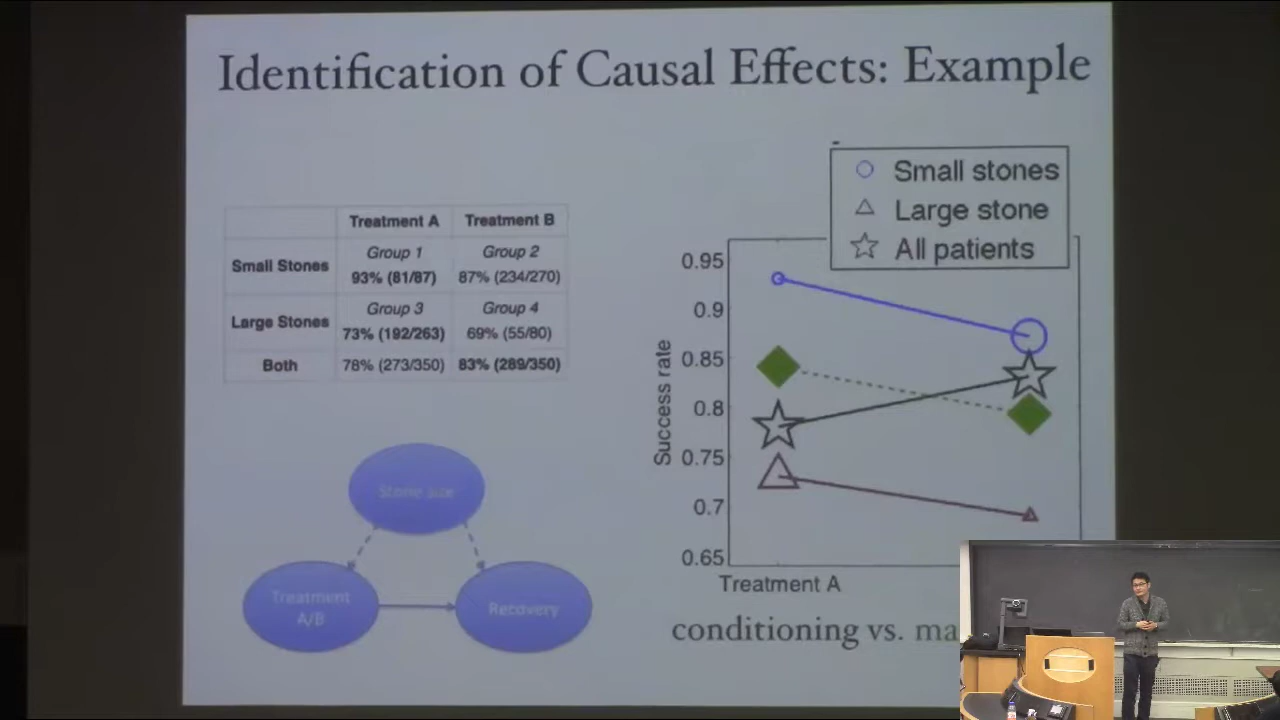 Identification of Causal Effects: Example
Treatment A Treatment B
Small Stones Group 1 Group 2
93% (81/87) 87% (234/270)
Large Stones Group 3 Group 4
73% (192/263) 69% (55/80)
Both 78% (273/350) 83% (289/350)
Stone size
Treatment
A/B
Recovery
Small stones
Large stone
All patients
0.95
0.9
0.85
0.8
0.75
0.7
0.65
Success rate
Treatment A
conditioning vs. ma